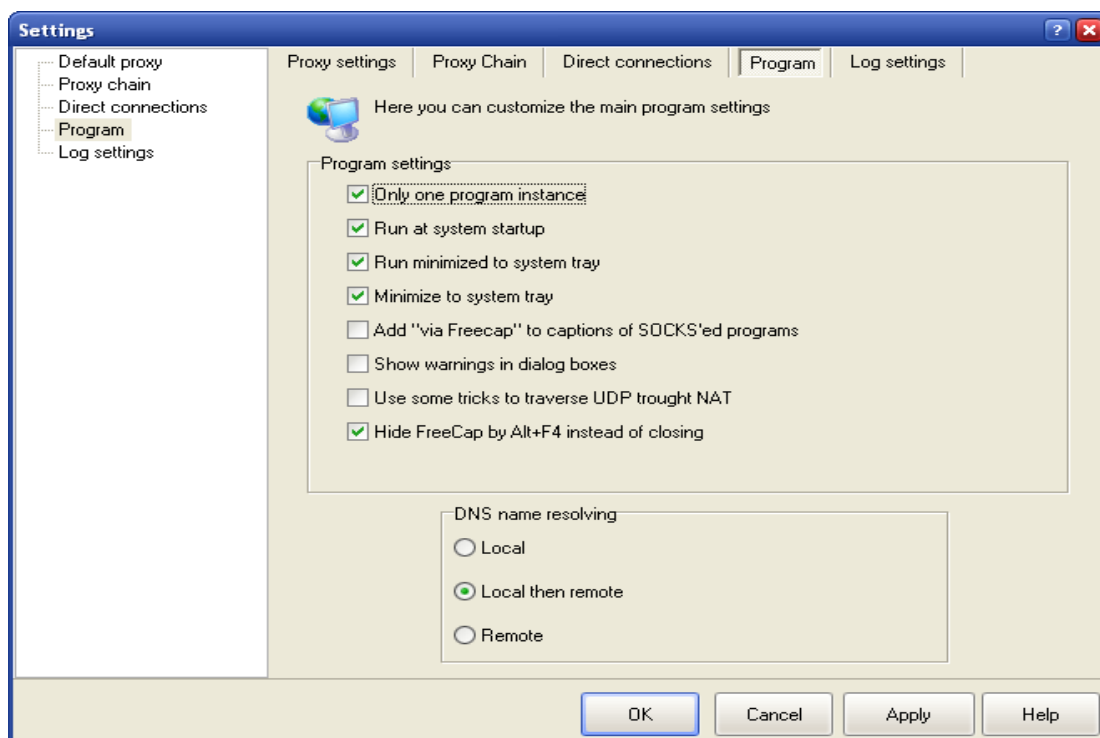 Settings
Default proxy
Proxy chain
Direct connections
Program
Log settings
Proxy settings
Proxy Chain
Direct connections
Program
Log settings
Here you can customize the main program settings
Program settings
Only one program instance
Run at system startup
Run minimized to system tray
Minimize to system tray
Add "via Freecap" to captions of SOCKS'ed programs
Show warnings in dialog boxes
Use some tricks to traverse UDP trought NAT
Hide FreeCap by Alt+F4 instead of closing
DNS name resolving
Local
Local then remote
Remote
OK
Cancel
Apply
Help